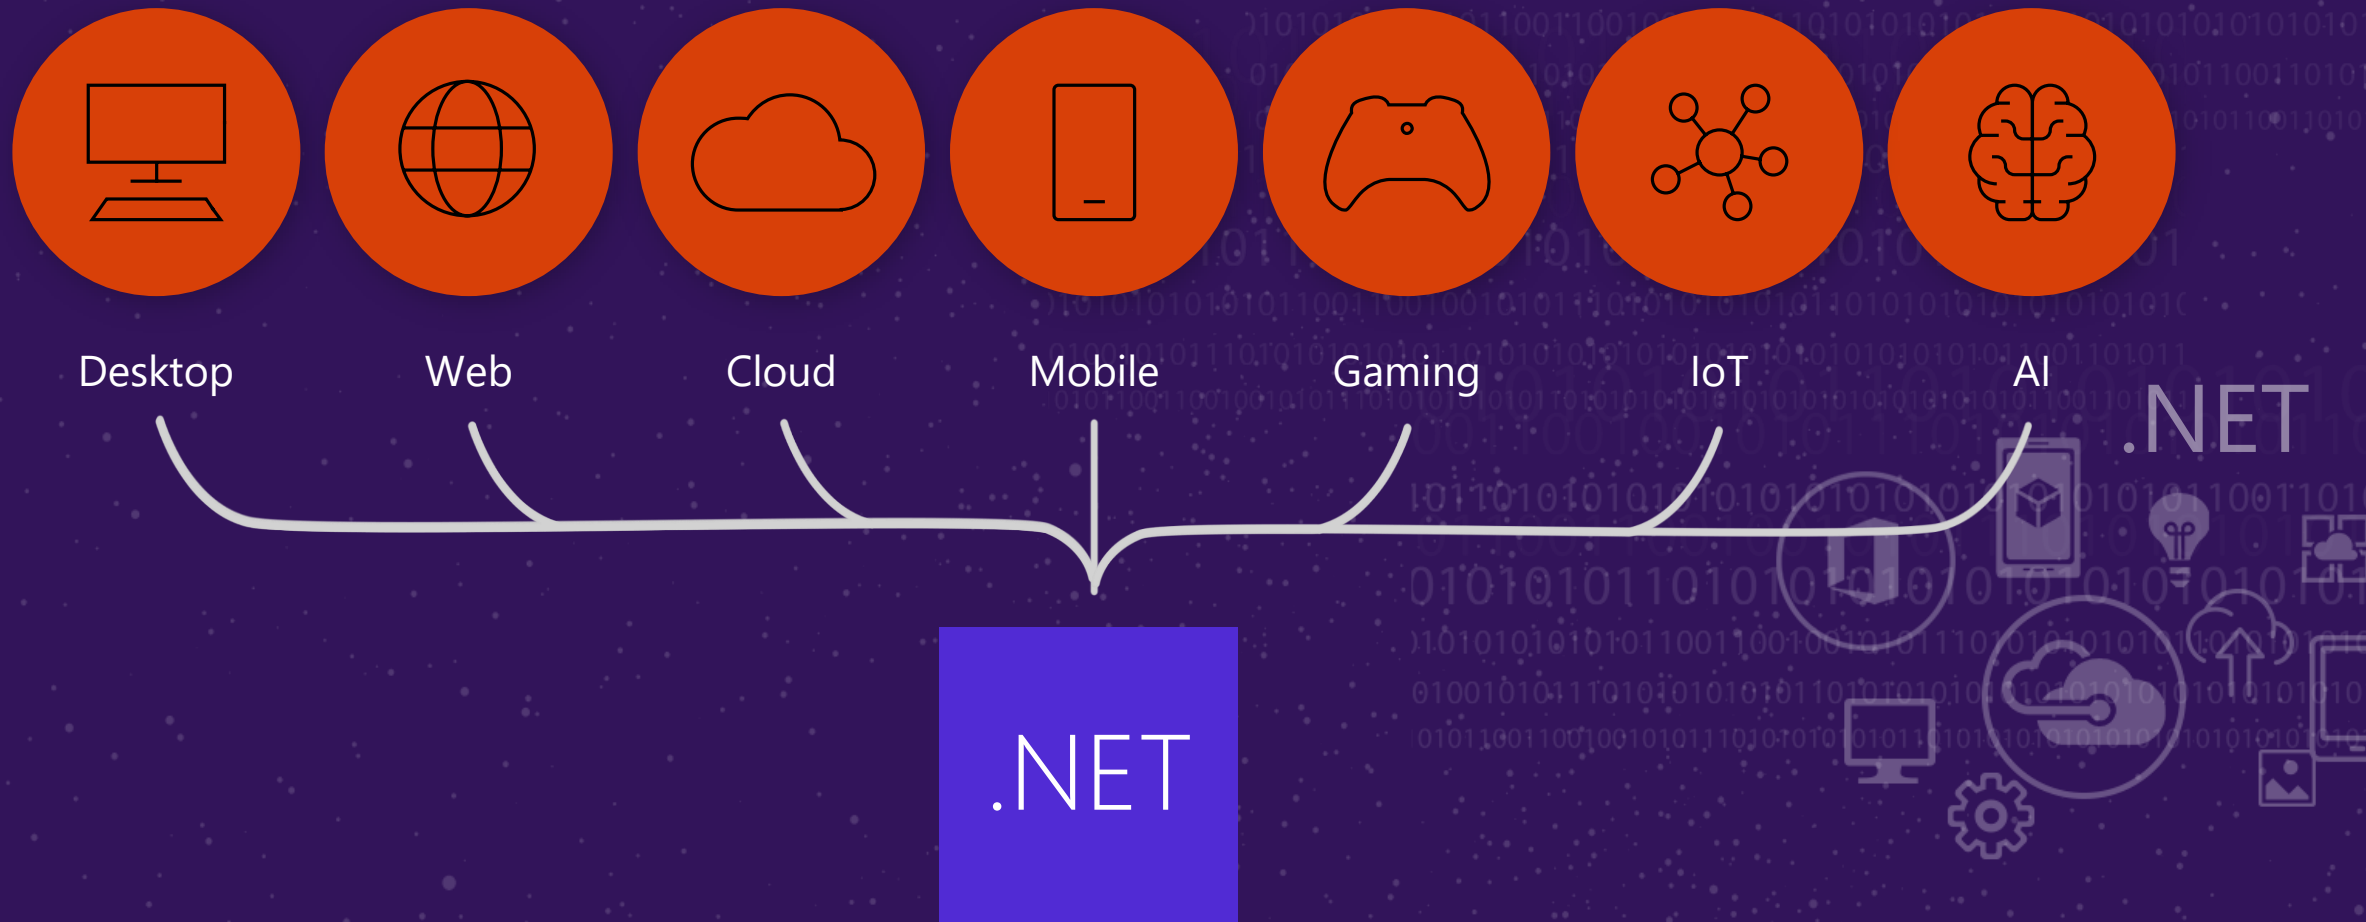 Desktop
Web
Cloud
Mobile
Gaming
IoT
AI
.NET
.NET